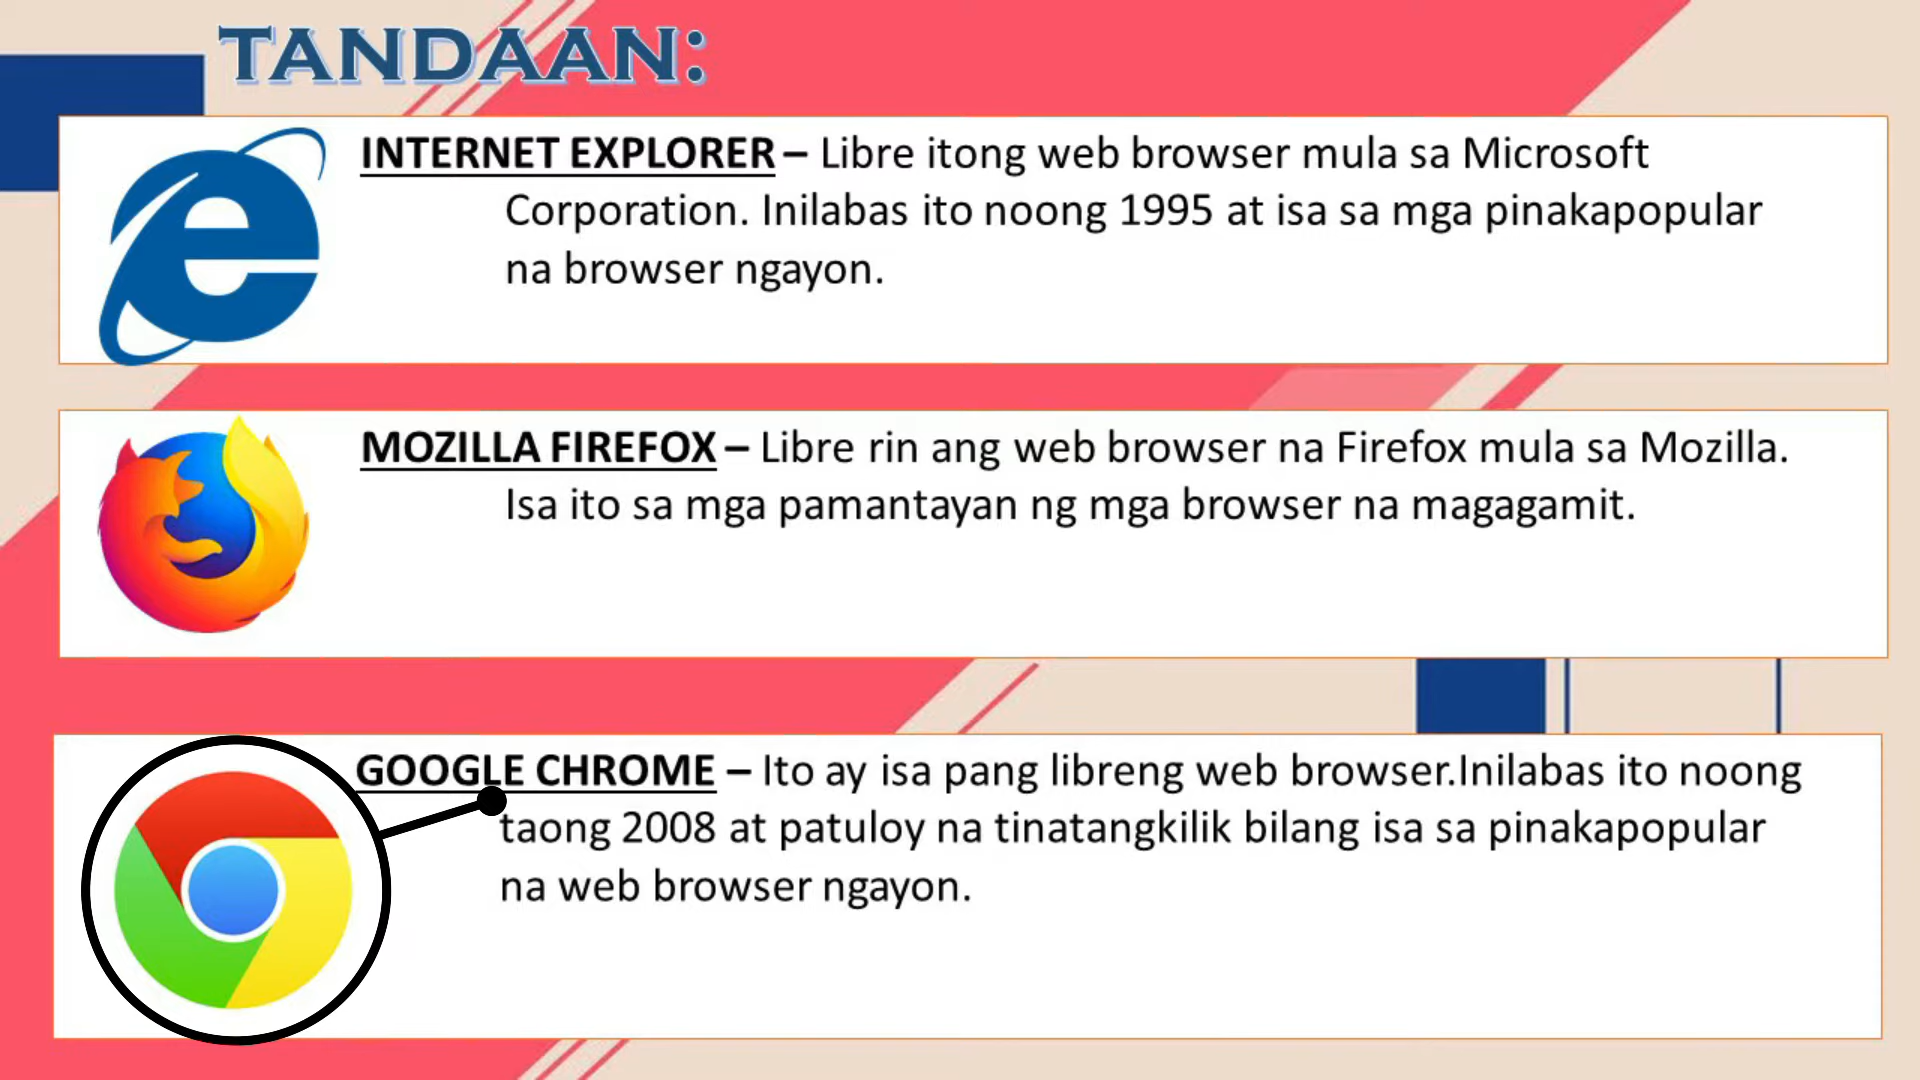 TANDAAN:
INTERNET EXPLORER – Libre itong web browser mula sa Microsoft
Corporation. Inilabas ito noong 1995 at isa sa mga pinakapopular
na browser ngayon.
MOZILLA FIREFOX – Libre rin ang web browser na Firefox mula sa Mozilla.
Isa ito sa mga pamantayan ng mga browser na magagamit.
GOOGLE CHROME – Ito ay isa pang libreng web browser.Inilabas ito noong
taong 2008 at patuloy na tinatangkilik bilang isa sa pinakapopular
na web browser ngayon.